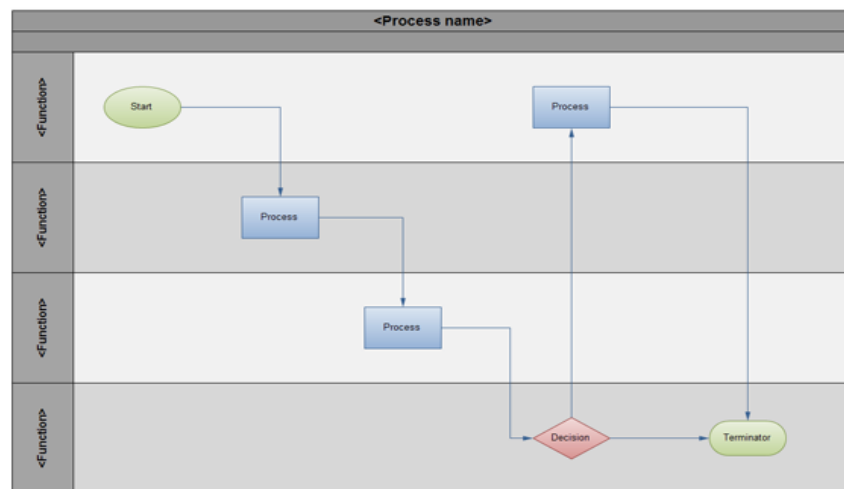 <Process name>
<Function>
Start
Process
<Function>
Process
<Function>
Process
<Function>
Decision
Terminator